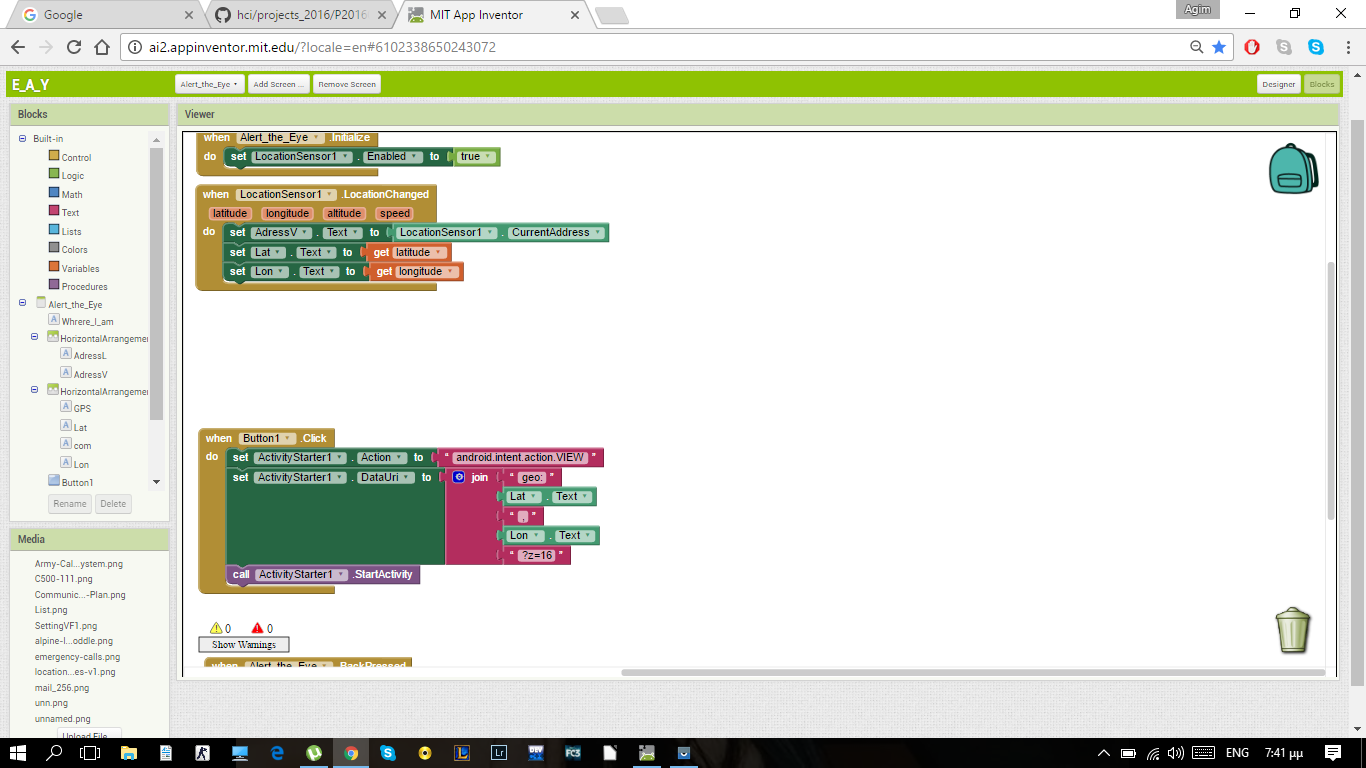 Google
hci/projects_2016/P2016
MIT App Inventor
Agim
ai2.appinventor.mit.edu/?locale=en#6102338650243072
E_A_Y
Alert_the_Eye
Add Screen ...
Remove Screen
Designer
Blocks
Blocks
Viewer
Built-in
Control
Logic
Math
Text
Lists
Colors
Variables
Procedures
Alert_the_Eye
Whrere_I_am
HorizontalArrangeme
AdressL
AdressV
HorizontalArrangeme
GPS
Lat
com
Lon
Button1
Rename
Delete
Media
Army-Cal...ystem.png
C500-111.png
Communic...-Plan.png
List.png
SettingVF1.png
alpine-l...oddle.png
emergency-calls.png
location...es-v1.png
mail_256.png
unn.png
unnamed.png
Upload File
when Alert_the_Eye .Initialize
do set LocationSensor1 . Enabled to true
when LocationSensor1 .LocationChanged
latitude longitude altitude speed
do set AdressV . Text to LocationSensor1 . CurrentAddress
set Lat . Text to get latitude
set Lon . Text to get longitude
when Button1 .Click
do set ActivityStarter1 . Action to " android.intent.action.VIEW "
set ActivityStarter1 . DataUri to join " geo: "
Lat . Text
" , "
Lon . Text
" ?z=16 "
call ActivityStarter1 .StartActivity
0 0
Show Warnings
when Alert_the_Eye .BackPressed
ENG
7:41 μμ